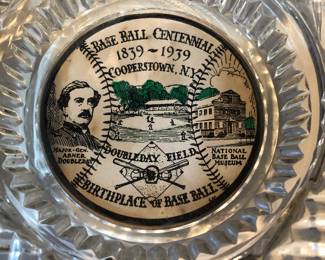 BASE BALL CENTENNIAL
1839-1939
COOPERSTOWN, N.Y.
MAJOR-GEN.
ABNER
DOUBLEDAY
DOUBLEDAY FIELD
NATIONAL
BASE BALL
MUSEUM
BIRTHPLACE OF BASE BALL